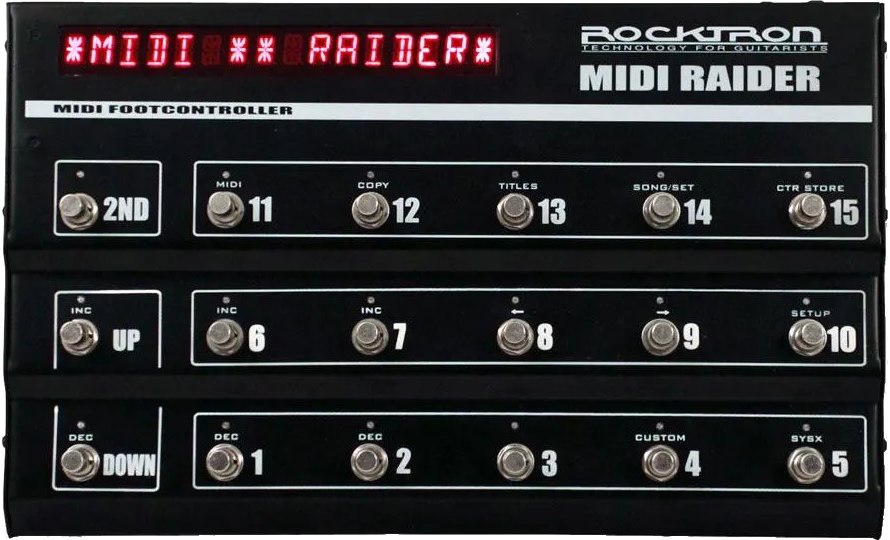 *MIDI ** RAIDER*
ROCKTRON
TECHNOLOGY FOR GUITARISTS
MIDI RAIDER
MIDI FOOTCONTROLLER
MIDI COPY TITLES SONG/SET CTR STORE
2ND 11 12 13 14 15
INC INC INC ← → SETUP
UP 6 7 8 9 10
DEC DEC DEC CUSTOM SYSX
DOWN 1 2 3 4 5